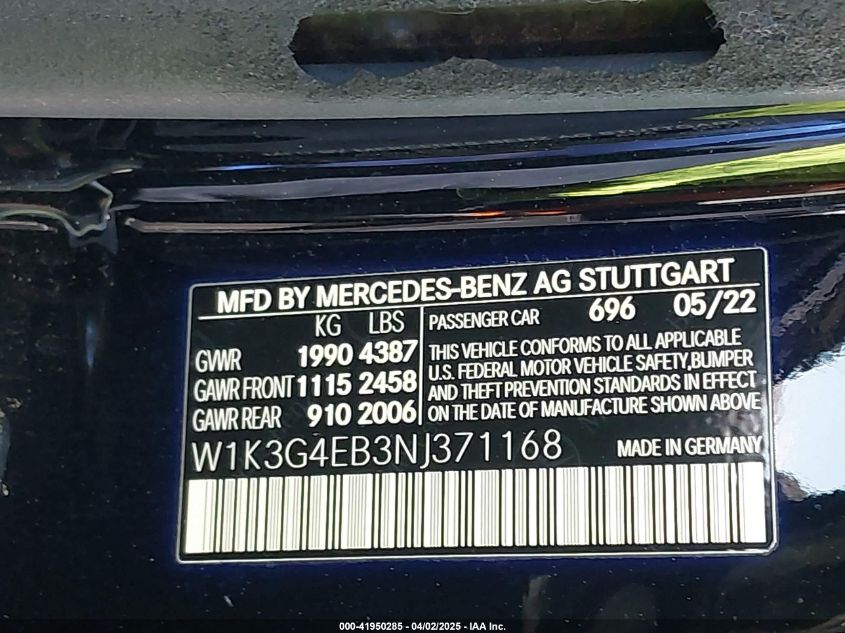 MFD BY MERCEDES-BENZ AG STUTTGART
KG LBS
GVWR 1990 4387
GAWR FRONT 1115 2458
GAWR REAR 910 2006
PASSENGER CAR 696 05/22
THIS VEHICLE CONFORMS TO ALL APPLICABLE
U.S. FEDERAL MOTOR VEHICLE SAFETY,BUMPER
AND THEFT PREVENTION STANDARDS IN EFFECT
ON THE DATE OF MANUFACTURE SHOWN ABOVE
W1K3G4EB3NJ371168 MADE IN GERMANY
000-41950285 - 04/02/2025 - IAA Inc.